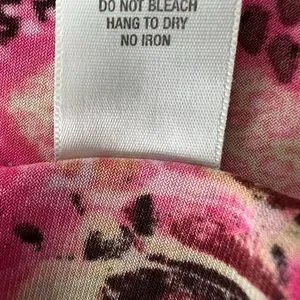 DO NOT BLEACH
HANG TO DRY
NO IRON